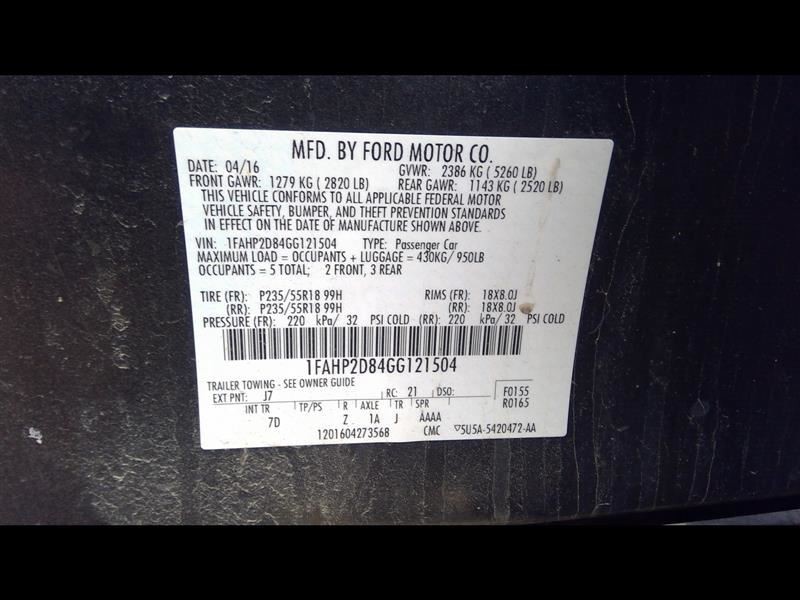 MFD. BY FORD MOTOR CO.
DATE: 04/16 GVWR: 2386 KG ( 5260 LB)
FRONT GAWR: 1279 KG ( 2820 LB) REAR GAWR: 1143 KG ( 2520 LB)
THIS VEHICLE CONFORMS TO ALL APPLICABLE FEDERAL MOTOR
VEHICLE SAFETY, BUMPER, AND THEFT PREVENTION STANDARDS
IN EFFECT ON THE DATE OF MANUFACTURE SHOWN ABOVE.
VIN: 1FAHP2D84GG121504 TYPE: Passenger Car
MAXIMUM LOAD = OCCUPANTS + LUGGAGE = 430KG/ 950LB
OCCUPANTS = 5 TOTAL; 2 FRONT, 3 REAR
TIRE (FR): P235/55R18 99H RIMS (FR): 18X8.0J
(RR): P235/55R18 99H (RR): 18X8.0J
PRESSURE (FR): 220 kPa/ 32 PSI COLD (RR): 220 kPa/ 32 PSI COLD
1FAHP2D84GG121504
TRAILER TOWING - SEE OWNER GUIDE
EXT PNT: J7 RC: 21 DSO: F0155
R0165
INT TR TP/PS R AXLE TR SPR
7D Z 1A J AAAA
1201604273568 CMC ▽5U5A-5420472-AA